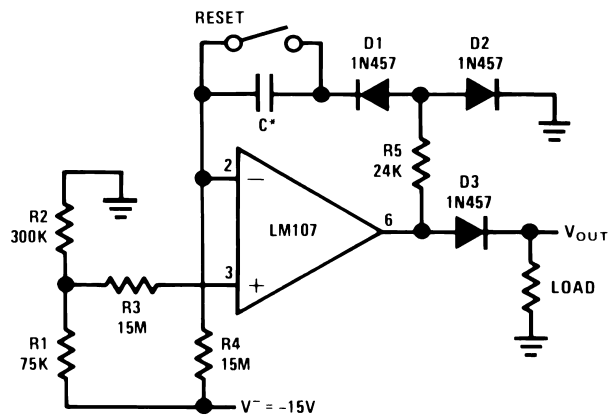 RESET
D1
1N457
D2
1N457
C*
R5
24K
D3
1N457
2
−
LM107
6
VOUT
R2
300K
3
+
R3
15M
LOAD
R1
75K
R4
15M
V− = −15V